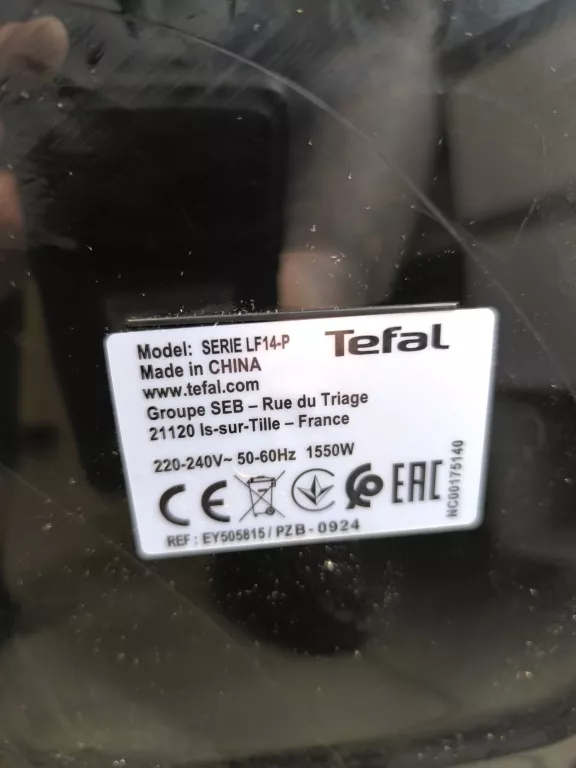 Tefal
Model: SERIE LF14-P
Made in CHINA
www.tefal.com
Groupe SEB – Rue du Triage
21120 Is-sur-Tille – France
220-240V~ 50-60Hz 1550W
CE EAC
REF : EY505815 / PZB - 0924
NC00175140